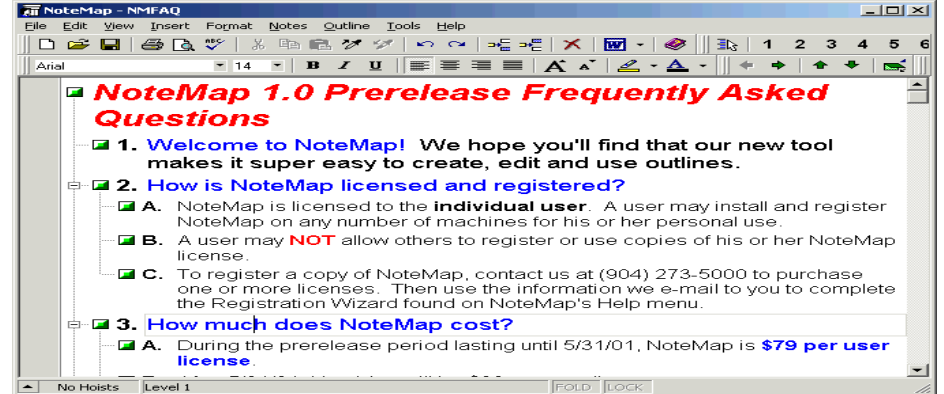 NoteMap - NMFAQ
File Edit View Insert Format Notes Outline Tools Help
ABC W 1 2 3 4 5 6
Arial 14 B I U A A A
NoteMap 1.0 Prerelease Frequently Asked
Questions
1. Welcome to NoteMap! We hope you'll find that our new tool
makes it super easy to create, edit and use outlines.
2. How is NoteMap licensed and registered?
A. NoteMap is licensed to the individual user. A user may install and register
NoteMap on any number of machines for his or her personal use.
B. A user may NOT allow others to register or use copies of his or her NoteMap
license.
C. To register a copy of NoteMap, contact us at (904) 273-5000 to purchase
one or more licenses. Then use the information we e-mail to you to complete
the Registration Wizard found on NoteMap's Help menu.
3. How much does NoteMap cost?
A. During the prerelease period lasting until 5/31/01, NoteMap is $79 per user
license.
No Hoists Level 1 FOLD LOCK